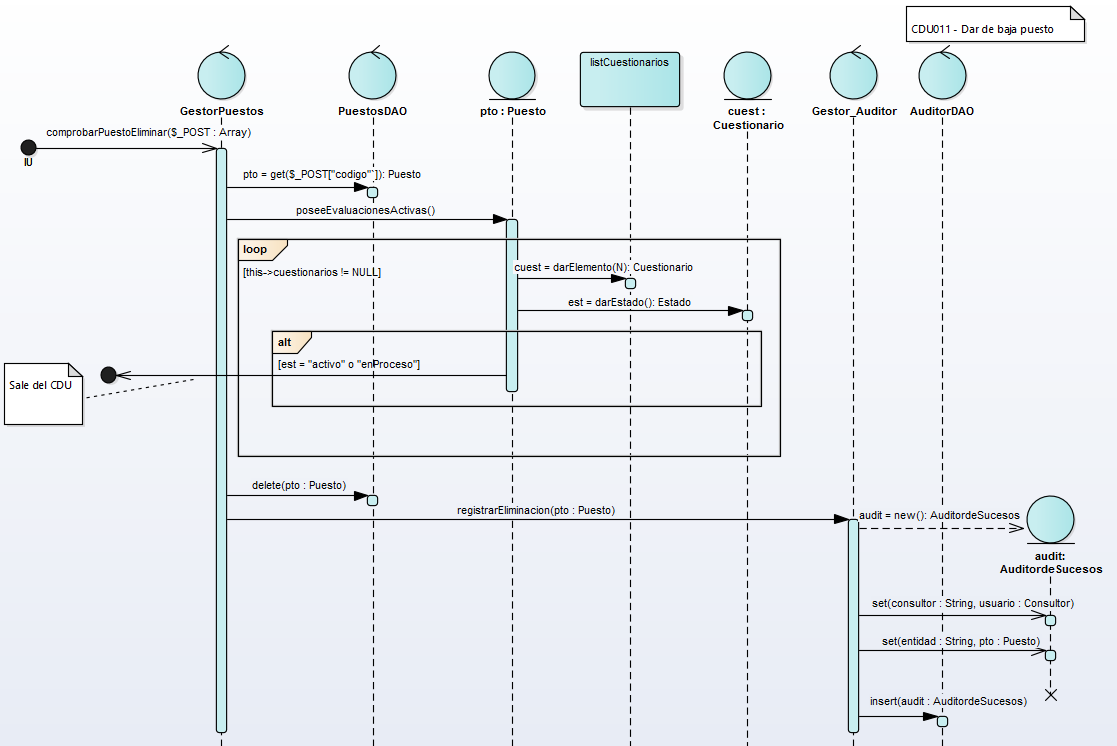 CDU011 - Dar de baja puesto
listCuestionarios
GestorPuestos
PuestosDAO
pto : Puesto
cuest :
Cuestionario
Gestor_Auditor
AuditorDAO
comprobarPuestoEliminar($_POST : Array)
IU
pto = get($_POST["codigo"`]): Puesto
poseeEvaluacionesActivas()
loop
[this->cuestionarios != NULL]
cuest = darElemento(N): Cuestionario
est = darEstado(): Estado
alt
[est = "activo" o "enProceso"]
Sale del CDU
delete(pto : Puesto)
registrarEliminacion(pto : Puesto)
audit = new(): AuditordeSucesos
audit:
AuditordeSucesos
set(consultor : String, usuario : Consultor)
set(entidad : String, pto : Puesto)
insert(audit : AuditordeSucesos)